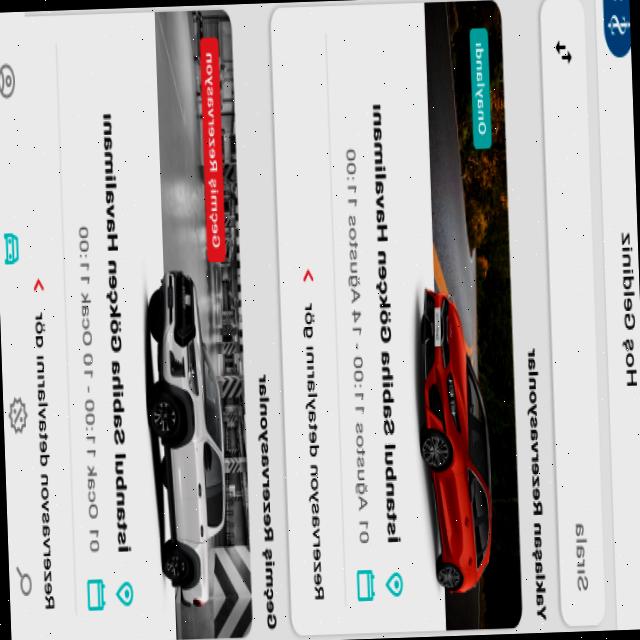 Hoş Geldiniz
Sırala
Yaklaşan Rezervasyonlar
Onaylandı
İstanbul Sabiha Gökçen Havalimanı
01 Ağustos 11:00 - 14 Ağustos 11:00
Rezervasyon detaylarını gör >
Geçmiş Rezervasyonlar
Geçmiş Rezervasyon
İstanbul Sabiha Gökçen Havalimanı
01 Ocak 11:00 - 10 Ocak 11:00
Rezervasyon detaylarını gör >